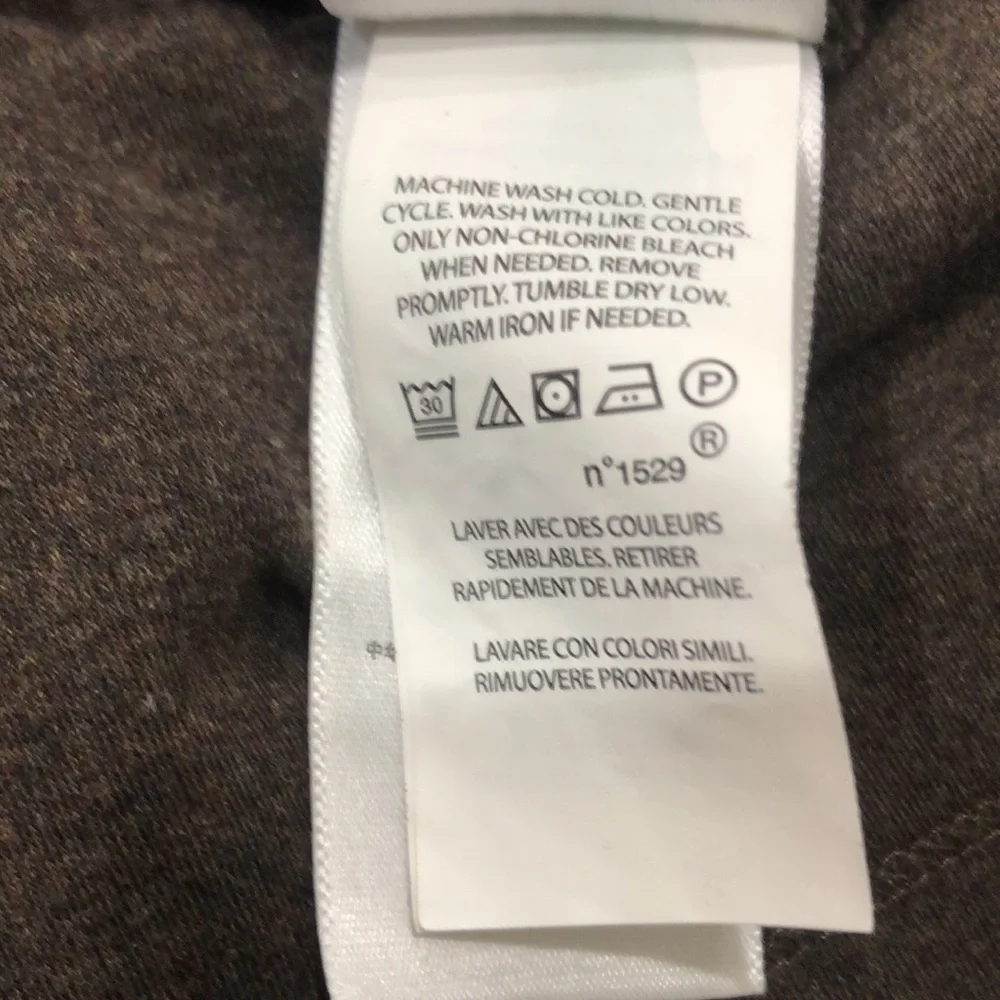 MACHINE WASH COLD. GENTLE
CYCLE. WASH WITH LIKE COLORS.
ONLY NON-CHLORINE BLEACH
WHEN NEEDED. REMOVE
PROMPTLY. TUMBLE DRY LOW.
WARM IRON IF NEEDED.
30 P
®
n°1529
LAVER AVEC DES COULEURS
SEMBLABLES. RETIRER
RAPIDEMENT DE LA MACHINE.
LAVARE CON COLORI SIMILI.
RIMUOVERE PRONTAMENTE.
中